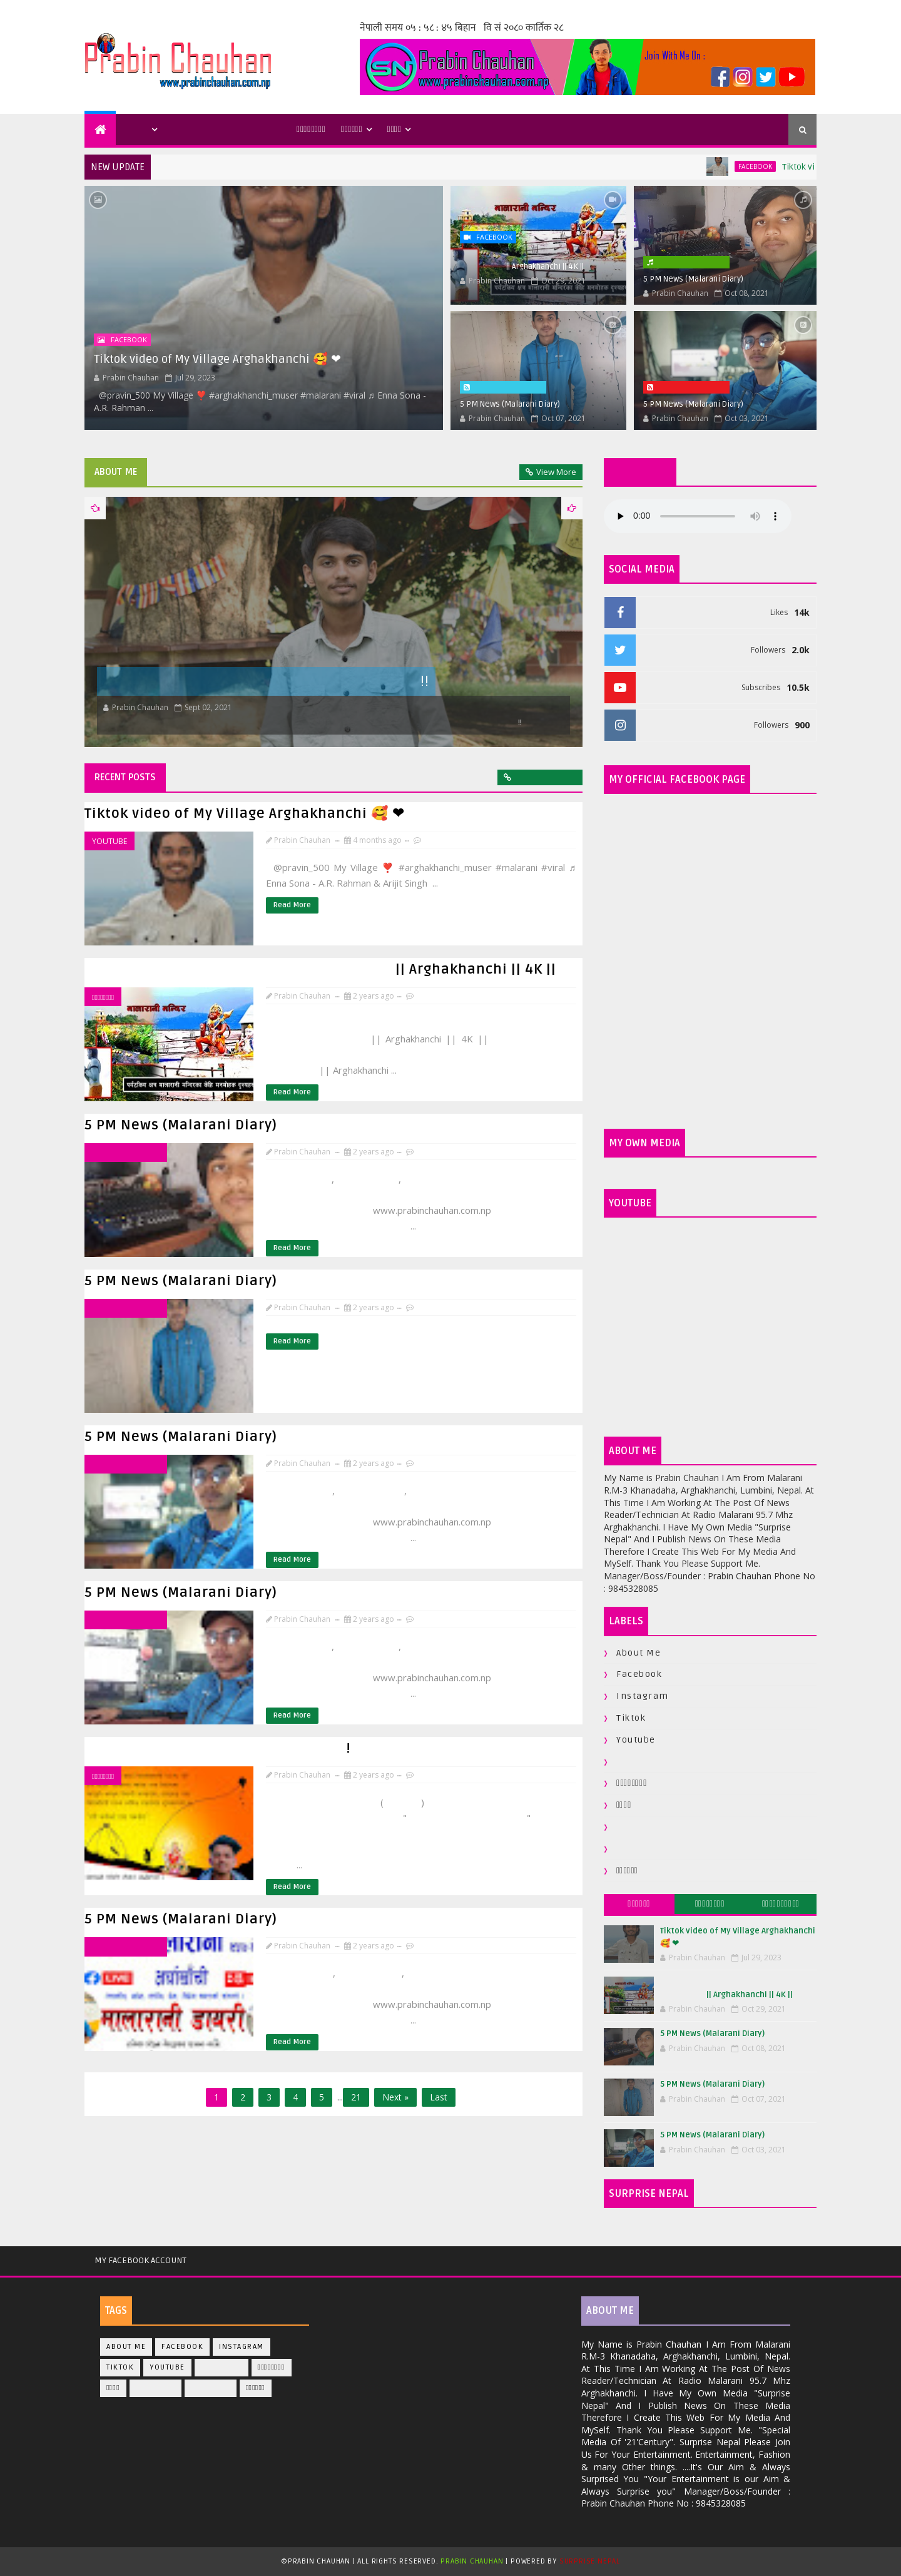 नेपाली समय ०५ : ५८ : ४५ बिहान वि सं २०८० कार्तिक २८
Prabin Chauhan
www.prabinchauhan.com.np
Prabin Chauhan
www.prabinchauhan.com.np
Join With Me On :
NEW UPDATE
FACEBOOK Tiktok vi
FACEBOOK
Tiktok video of My Village Arghakhanchi 🥰 ❤
Prabin Chauhan Jul 29, 2023
@pravin_500 My Village ❣️ #arghakhanchi_muser #malarani #viral ♬ Enna Sona -
A.R. Rahman ...
मालारानी मन्दिर
FACEBOOK
|| Arghakhanchi || 4K ||
Prabin Chauhan Oct 29, 2021
5 PM News (Malarani Diary)
Prabin Chauhan Oct 08, 2021
5 PM News (Malarani Diary)
Prabin Chauhan Oct 07, 2021
5 PM News (Malarani Diary)
Prabin Chauhan Oct 03, 2021
ABOUT ME
View More
!!
Prabin Chauhan Sept 02, 2021
!!
RECENT POSTS
Tiktok video of My Village Arghakhanchi 🥰 ❤
YOUTUBE
Prabin Chauhan – 4 months ago –
@pravin_500 My Village ❣️ #arghakhanchi_muser #malarani #viral ♬
Enna Sona - A.R. Rahman & Arijit Singh ...
Read More
|| Arghakhanchi || 4K ||
मालारानी मन्दिर
Prabin Chauhan – 2 years ago –
|| Arghakhanchi || 4K ||
|| Arghakhanchi ...
Read More
5 PM News (Malarani Diary)
Prabin Chauhan – 2 years ago –
, ,
www.prabinchauhan.com.np
...
Read More
5 PM News (Malarani Diary)
Prabin Chauhan – 2 years ago –
Read More
5 PM News (Malarani Diary)
Prabin Chauhan – 2 years ago –
, ,
www.prabinchauhan.com.np
...
Read More
5 PM News (Malarani Diary)
Prabin Chauhan – 2 years ago –
, ,
www.prabinchauhan.com.np
...
Read More
!
Prabin Chauhan – 2 years ago –
( )
" "
...
Read More
5 PM News (Malarani Diary)
LIVE
मालारानी डायरी
Prabin Chauhan – 2 years ago –
, ,
www.prabinchauhan.com.np
...
Read More
1 2 3 4 5 ... 21 Next » Last
0:00
SOCIAL MEDIA
Likes 14k
Followers 2.0k
Subscribes 10.5k
Followers 900
MY OFFICIAL FACEBOOK PAGE
MY OWN MEDIA
YOUTUBE
ABOUT ME
My Name is Prabin Chauhan I Am From Malarani
R.M-3 Khanadaha, Arghakhanchi, Lumbini, Nepal. At
This Time I Am Working At The Post Of News
Reader/Technician At Radio Malarani 95.7 Mhz
Arghakhanchi. I Have My Own Media "Surprise
Nepal" And I Publish News On These Media
Therefore I Create This Web For My Media And
MySelf. Thank You Please Support Me.
Manager/Boss/Founder : Prabin Chauhan Phone No
: 9845328085
LABELS
About Me
Facebook
Instagram
Tiktok
Youtube
Tiktok video of My Village Arghakhanchi
🥰 ❤
Prabin Chauhan Jul 29, 2023
|| Arghakhanchi || 4K ||
Prabin Chauhan Oct 29, 2021
5 PM News (Malarani Diary)
Prabin Chauhan Oct 08, 2021
5 PM News (Malarani Diary)
Prabin Chauhan Oct 07, 2021
5 PM News (Malarani Diary)
Prabin Chauhan Oct 03, 2021
SURPRISE NEPAL
MY FACEBOOK ACCOUNT
TAGS
ABOUT ME FACEBOOK INSTAGRAM
TIKTOK YOUTUBE
ABOUT ME
My Name is Prabin Chauhan I Am From Malarani
R.M-3 Khanadaha, Arghakhanchi, Lumbini, Nepal.
At This Time I Am Working At The Post Of News
Reader/Technician At Radio Malarani 95.7 Mhz
Arghakhanchi. I Have My Own Media "Surprise
Nepal" And I Publish News On These Media
Therefore I Create This Web For My Media And
MySelf. Thank You Please Support Me. "Special
Media Of '21'Century". Surprise Nepal Please Join
Us For Your Entertainment. Entertainment, Fashion
& many Other things. ....It's Our Aim & Always
Surprised You "Your Entertainment is our Aim &
Always Surprise you" Manager/Boss/Founder :
Prabin Chauhan Phone No : 9845328085
©PRABIN CHAUHAN | ALL RIGHTS RESERVED. PRABIN CHAUHAN | POWERED BY